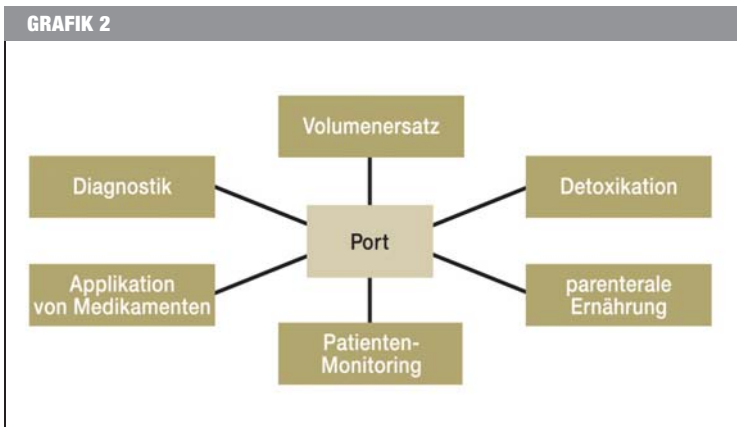 GRAFIK 2
Volumenersatz
Diagnostik
Detoxikation
Port
Applikation
von Medikamenten
parenterale
Ernährung
Patienten-
Monitoring